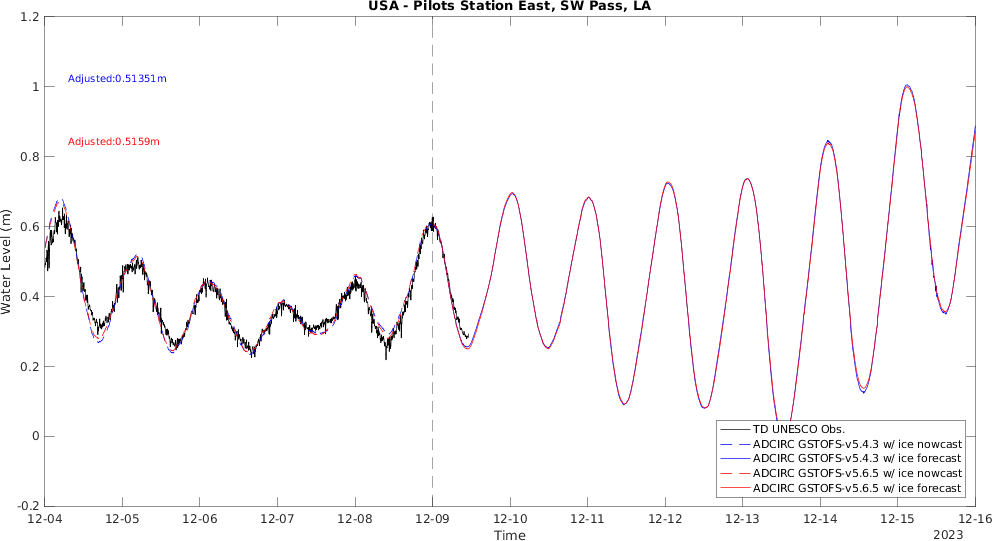 USA - Pilots Station East, SW Pass, LA
1.2
1
0.8
0.6
0.4
0.2
0
-0.2
Water Level (m)
Adjusted:0.51351m
Adjusted:0.5159m
TD UNESCO Obs.
ADCIRC GSTOFS-v5.4.3 w/ ice nowcast
ADCIRC GSTOFS-v5.4.3 w/ ice forecast
ADCIRC GSTOFS-v5.6.5 w/ ice nowcast
ADCIRC GSTOFS-v5.6.5 w/ ice forecast
12-04 12-05 12-06 12-07 12-08 12-09 12-10 12-11 12-12 12-13 12-14 12-15 12-16
Time
2023